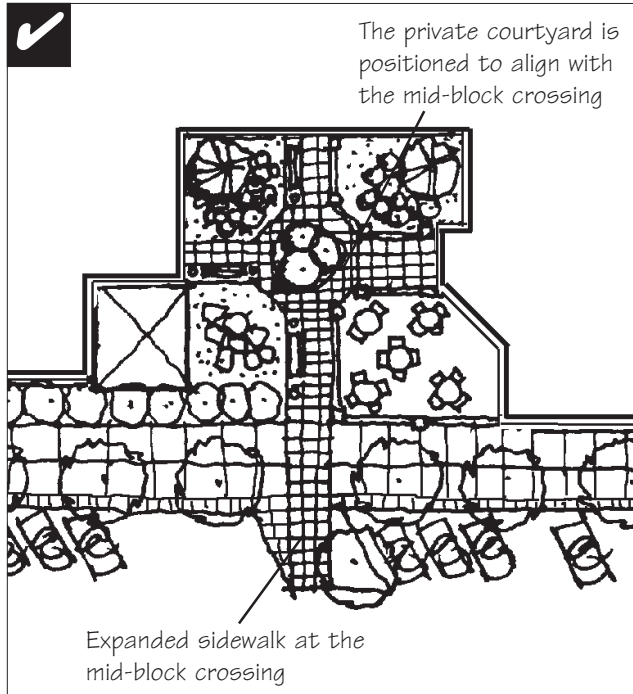 The private courtyard is
positioned to align with
the mid-block crossing
Expanded sidewalk at the
mid-block crossing